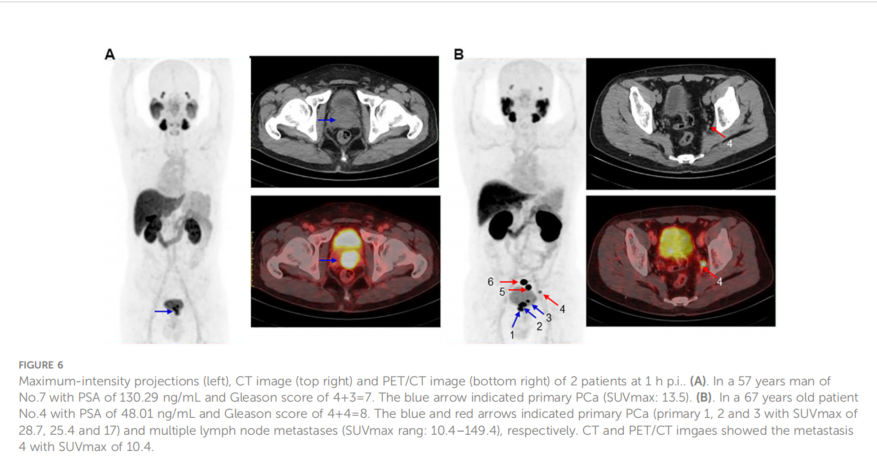 A
B
4
4
6
5
4
3
2
1
FIGURE 6
Maximum-intensity projections (left), CT image (top right) and PET/CT image (bottom right) of 2 patients at 1 h p.i.. (A). In a 57 years man of
No.7 with PSA of 130.29 ng/mL and Gleason score of 4+3=7. The blue arrow indicated primary PCa (SUVmax: 13.5). (B). In a 67 years old patient
No.4 with PSA of 48.01 ng/mL and Gleason score of 4+4=8. The blue and red arrows indicated primary PCa (primary 1, 2 and 3 with SUVmax of
28.7, 25.4 and 17) and multiple lymph node metastases (SUVmax rang: 10.4–149.4), respectively. CT and PET/CT imgaes showed the metastasis
4 with SUVmax of 10.4.